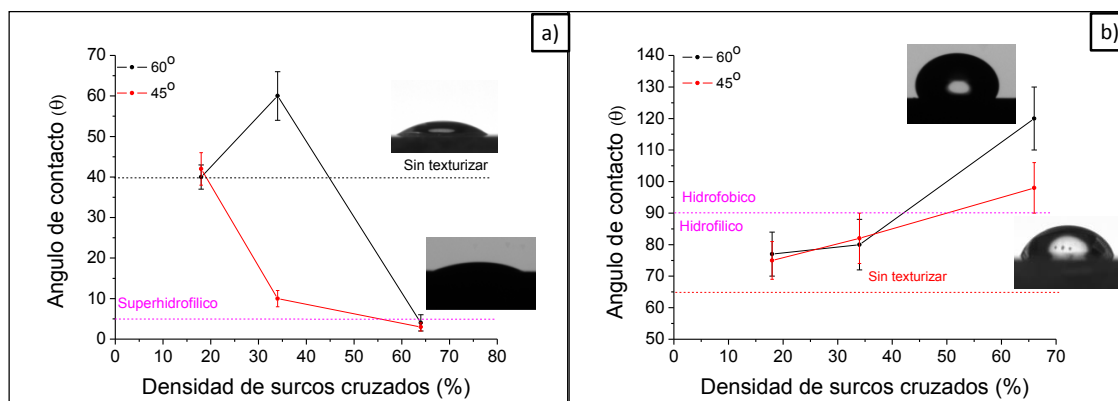 a)
60°
45°
Angulo de contacto (θ)
70
60
50
40
30
20
10
0
Sin texturizar
Superhidrofilico
0 10 20 30 40 50 60 70 80
Densidad de surcos cruzados (%)
b)
60°
45°
Angulo de contacto (θ)
140
130
120
110
100
90
80
70
60
50
Hidrofobico
Hidrofilico
Sin texturizar
0 10 20 30 40 50 60 70
Densidad de surcos cruzados (%)